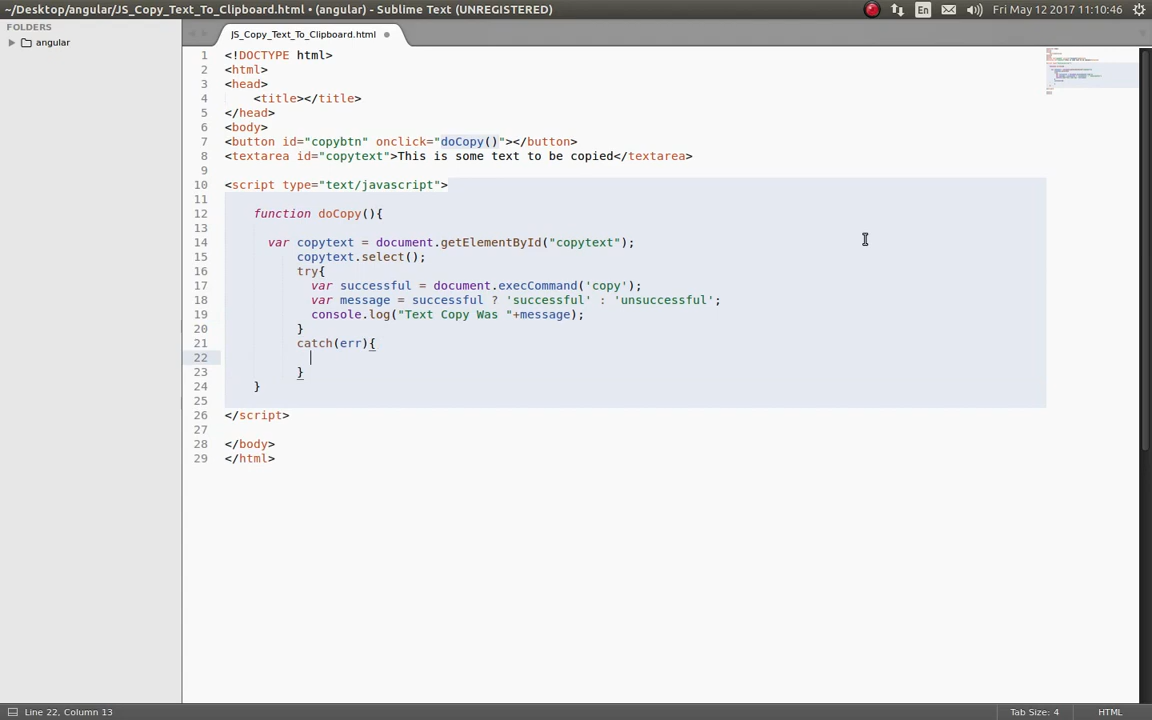 ~/Desktop/angular/JS_Copy_Text_To_Clipboard.html • (angular) - Sublime Text (UNREGISTERED)
En
Fri May 12 2017 11:10:46
FOLDERS
angular
JS_Copy_Text_To_Clipboard.html
1 <!DOCTYPE html>
2 <html>
3 <head>
4 <title></title>
5 </head>
6 <body>
7 <button id="copybtn" onclick="doCopy()"></button>
8 <textarea id="copytext">This is some text to be copied</textarea>
9
10 <script type="text/javascript">
11
12 function doCopy(){
13
14 var copytext = document.getElementById("copytext");
15 copytext.select();
16 try{
17 var successful = document.execCommand('copy');
18 var message = successful ? 'successful' : 'unsuccessful';
19 console.log("Text Copy Was "+message);
20 }
21 catch(err){
22
23 }
24 }
25
26 </script>
27
28 </body>
29 </html>
Line 22, Column 13
Tab Size: 4
HTML